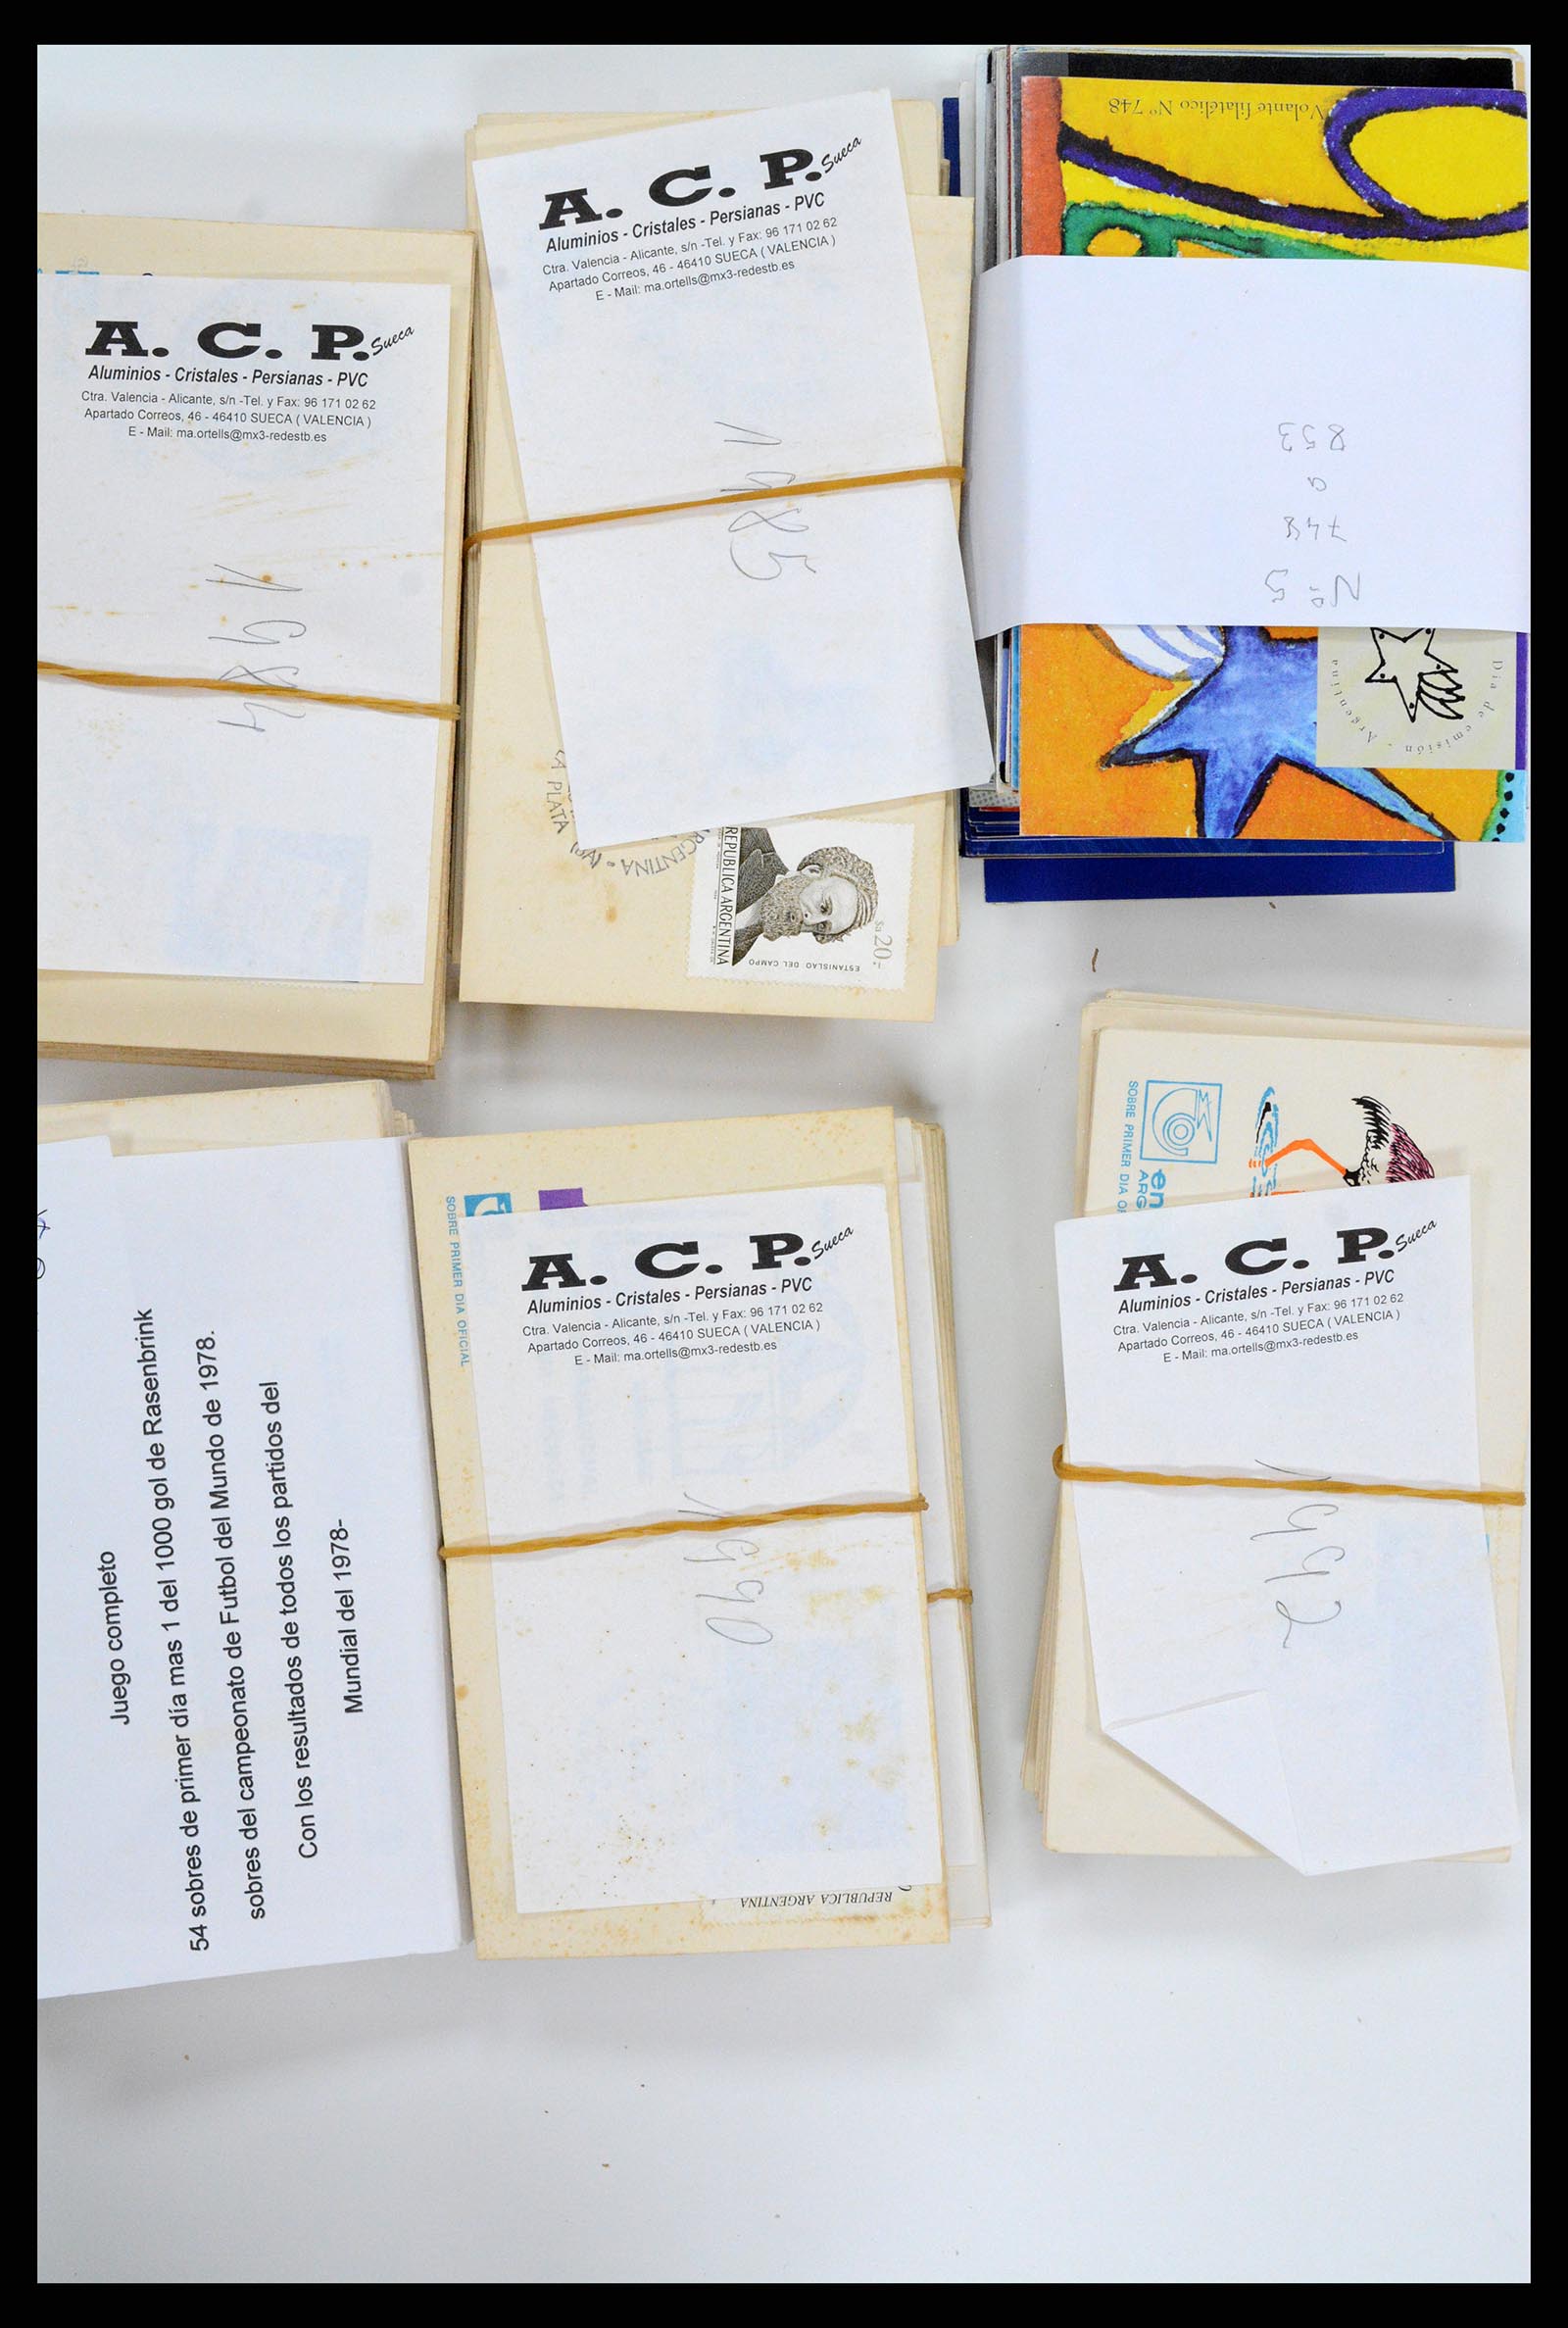 A. C. P. Sueca
Aluminios - Cristales - Persianas - PVC
Ctra. Valencia - Alicante, s/n -Tel. y Fax: 96 171 02 62
Apartado Correos, 46 - 46410 SUECA ( VALENCIA )
E - Mail: ma.ortells@mx3-redestb.es
1984
A. C. P. Sueca
Aluminios - Cristales - Persianas - PVC
Ctra. Valencia - Alicante, s/n -Tel. y Fax: 96 171 02 62
Apartado Correos, 46 - 46410 SUECA ( VALENCIA )
E - Mail: ma.ortells@mx3-redestb.es
1985
LA PLATA
ARGENTINA
REPUBLICA ARGENTINA
ESTANISLAO DEL CAMPO
$a 20.-
Volante filatélico Nº 748
Nos
748
a
853
Día de emisión - Argentina
Juego completo
54 sobres de primer día mas 1 del 1000 gol de Rasenbrink
sobres del campeonato de Futbol del Mundo de 1978.
Con los resultados de todos los partidos del
Mundial del 1978-
SOBRE PRIMER DIA OFICIAL
A. C. P. Sueca
Aluminios - Cristales - Persianas - PVC
Ctra. Valencia - Alicante, s/n -Tel. y Fax: 96 171 02 62
Apartado Correos, 46 - 46410 SUECA ( VALENCIA )
E - Mail: ma.ortells@mx3-redestb.es
1990
REPUBLICA ARGENTINA
SOBRE PRIMER DIA OF
en
ARG
A. C. P. Sueca
Aluminios - Cristales - Persianas - PVC
Ctra. Valencia - Alicante, s/n -Tel. y Fax: 96 171 02 62
Apartado Correos, 46 - 46410 SUECA ( VALENCIA )
E - Mail: ma.ortells@mx3-redestb.es
1992